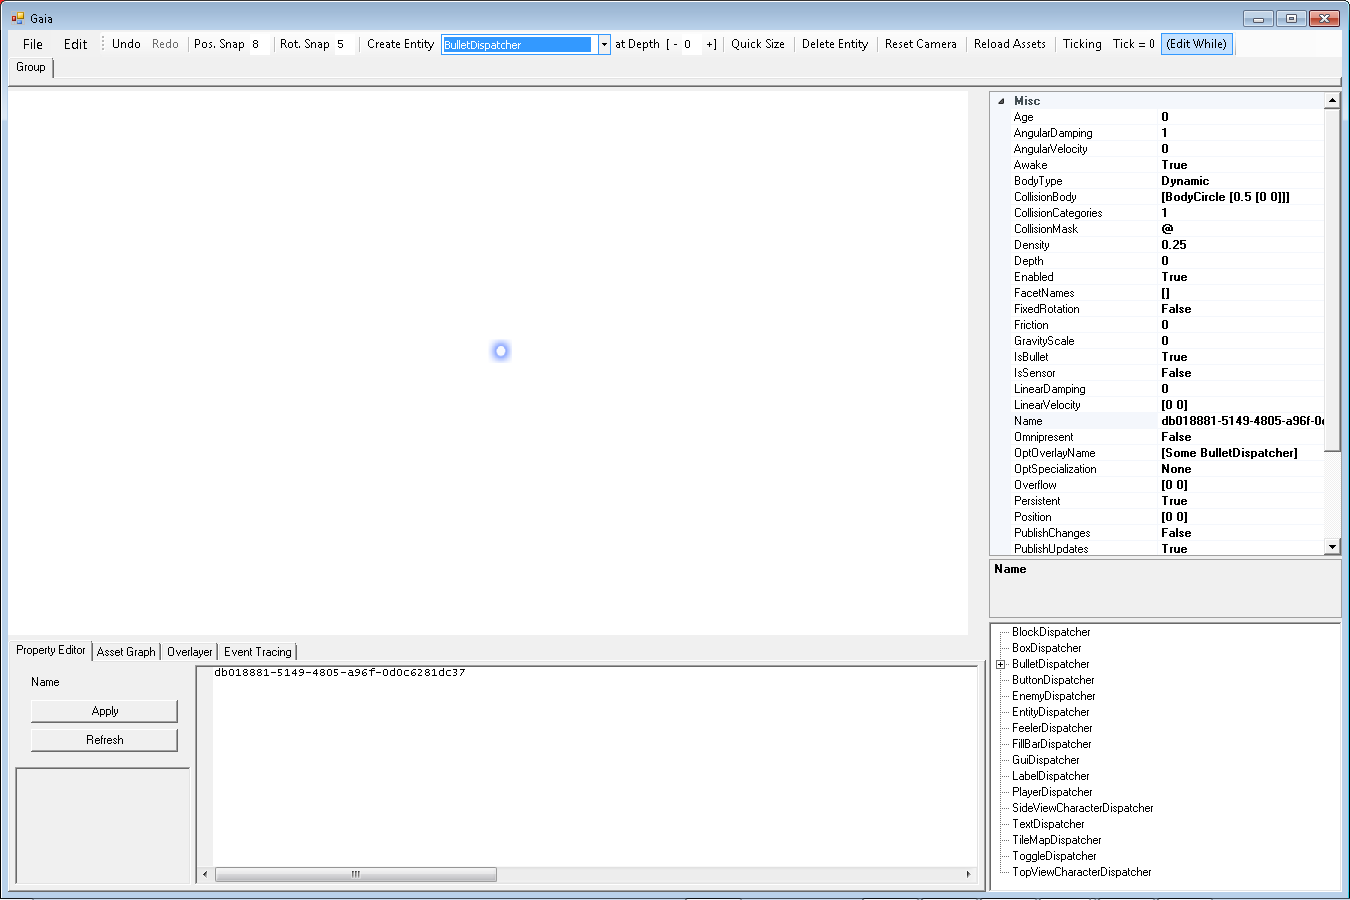 Gaia
File Edit Undo Redo Pos. Snap 8 Rot. Snap 5 Create Entity BulletDispatcher at Depth [ - 0 +] Quick Size Delete Entity Reset Camera Reload Assets Ticking Tick = 0 (Edit While)
Group
Misc
Age 0
AngularDamping 1
AngularVelocity 0
Awake True
BodyType Dynamic
CollisionBody [BodyCircle [0.5 [0 0]]]
CollisionCategories 1
CollisionMask @
Density 0.25
Depth 0
Enabled True
FacetNames []
FixedRotation False
Friction 0
GravityScale 0
IsBullet True
IsSensor False
LinearDamping 0
LinearVelocity [0 0]
Name db018881-5149-4805-a96f-0d
Omnipresent False
OptOverlayName [Some BulletDispatcher]
OptSpecialization None
Overflow [0 0]
Persistent True
Position [0 0]
PublishChanges False
PublishUpdates True
Name
Property Editor Asset Graph Overlayer Event Tracing
Name
Apply
Refresh
db018881-5149-4805-a96f-0d0c6281dc37
BlockDispatcher
BoxDispatcher
BulletDispatcher
ButtonDispatcher
EnemyDispatcher
EntityDispatcher
FeelerDispatcher
FillBarDispatcher
GuiDispatcher
LabelDispatcher
PlayerDispatcher
SideViewCharacterDispatcher
TextDispatcher
TileMapDispatcher
ToggleDispatcher
TopViewCharacterDispatcher